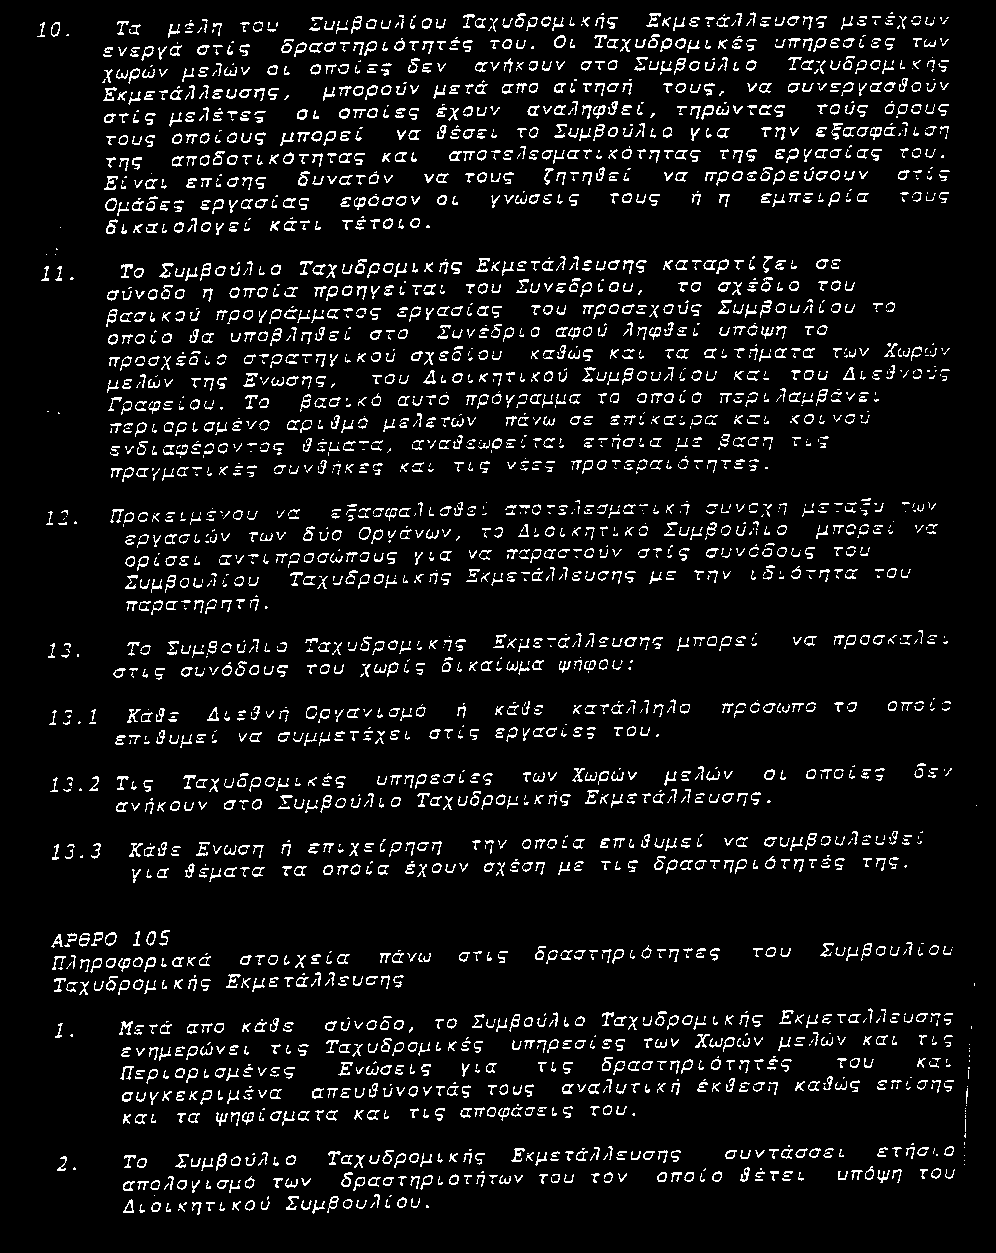 10. Τα μέλη του Συμβουλίου Ταχυδρομικής Εκμετάλλευσης μετέχουν
ενεργά στίς δραστηριότητές του. Οι Ταχυδρομικές υπηρεσίες των
χωρών μελών οι οποίες δεν ανήκουν στο Συμβούλιο Ταχυδρομικής
Εκμετάλλευσης, μπορούν μετά απο αίτησή τους, να συνεργασθούν
στίς μελέτες οι οποίες έχουν αναληφθεί, τηρώντας τούς όρους
τους οποίους μπορεί να θέσει το Συμβούλιο για την εξασφάλιση
της αποδοτικότητας και αποτελεσματικότητας της εργασίας του.
Είναι επίσης δυνατόν να τους ζητηθεί να προεδρεύσουν στίς
Ομάδες εργασίας εφόσον οι γνώσεις τους ή η εμπειρία τους
δικαιολογεί κάτι τέτοιο.
11. Το Συμβούλιο Ταχυδρομικής Εκμετάλλευσης καταρτίζει σε
σύνοδο η οποία προηγείται του Συνεδρίου, το σχέδιο του
βασικού προγράμματος εργασίας του προσεχούς Συμβουλίου το
οποίο θα υποβληθεί στο Συνέδριο αφού ληφθεί υπόψη το
προσχέδιο στρατηγικού σχεδίου καθώς και τα αιτήματα των Χωρών
μελών της Ενωσης, του Διοικητικού Συμβουλίου και του Διεθνούς
Γραφείου. Το βασικό αυτό πρόγραμμα το οποίο περιλαμβάνει
περιορισμένο αριθμό μελετών πάνω σε επίκαιρα και κοινού
ενδιαφέροντος θέματα, αναθεωρείται ετήσια με βαση τις
πραγματικές συνθήκες και τις νέες προτεραιότητες.
12. Προκειμένου να εξασφαλισθεί αποτελεσματική συνοχή μεταξυ των
εργασιών των δύο Οργάνων, το Διοικητικό Συμβούλιο μπορεί να
ορίσει αντιπροσώπους για να παραστούν στίς συνόδους του
Συμβουλίου Ταχυδρομικής Εκμετάλλευσης με την ιδιότητα του
παρατηρητή.
13. Το Συμβούλιο Ταχυδρομικής Εκμετάλλευσης μπορεί να προσκαλεί
στις συνόδους του χωρίς δικαίωμα ψήφου:
13.1 Κάθε Διεθνή Οργανισμό ή κάθε κατάλληλο πρόσωπο το οποίο
επιθυμεί να συμμετέχει στίς εργασίες του.
13.2 Τις Ταχυδρομικές υπηρεσίες των Χωρών μελών οι οποίες δεν
ανήκουν στο Συμβούλιο Ταχυδρομικής Εκμετάλλευσης.
13.3 Κάθε Ενωση ή επιχείρηση την οποία επιθυμεί να συμβουλευθεί
για θέματα τα οποία έχουν σχέση με τις δραστηριότητές της.
ΑΡΘΡΟ 105
Πληροφοριακά στοιχεία πάνω στις δραστηριότητες του Συμβουλίου
Ταχυδρομικής Εκμετάλλευσης
1. Μετά απο κάθε σύνοδο, το Συμβούλιο Ταχυδρομικής Εκμετάλλευσης
ενημερώνει τις Ταχυδρομικές υπηρεσίες των Χωρών μελών και τις
Περιορισμένες Ενώσεις για τις δραστηριότητές του και
συγκεκριμένα απευθύνοντάς τους αναλυτική έκθεση καθώς επίσης
και τα ψηφίσματα και τις αποφάσεις του.
2. Το Συμβούλιο Ταχυδρομικής Εκμετάλλευσης συντάσσει ετήσιο
απολογισμό των δραστηριοτήτων του τον οποίο θέτει υπόψη του
Διοικητικού Συμβουλίου.